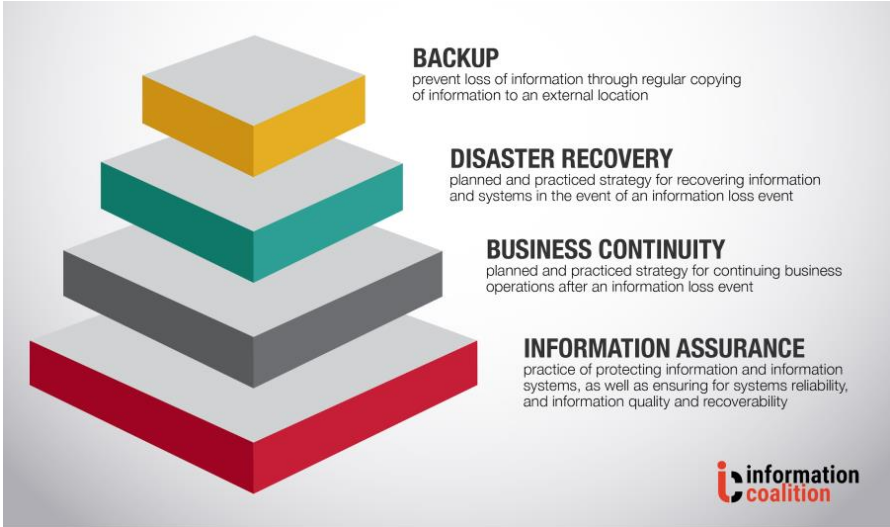 BACKUP
prevent loss of information through regular copying
of information to an external location
DISASTER RECOVERY
planned and practiced strategy for recovering information
and systems in the event of an information loss event
BUSINESS CONTINUITY
planned and practiced strategy for continuing business
operations after an information loss event
INFORMATION ASSURANCE
practice of protecting information and information
systems, as well as ensuring for systems reliability,
and information quality and recoverability
ic information
coalition